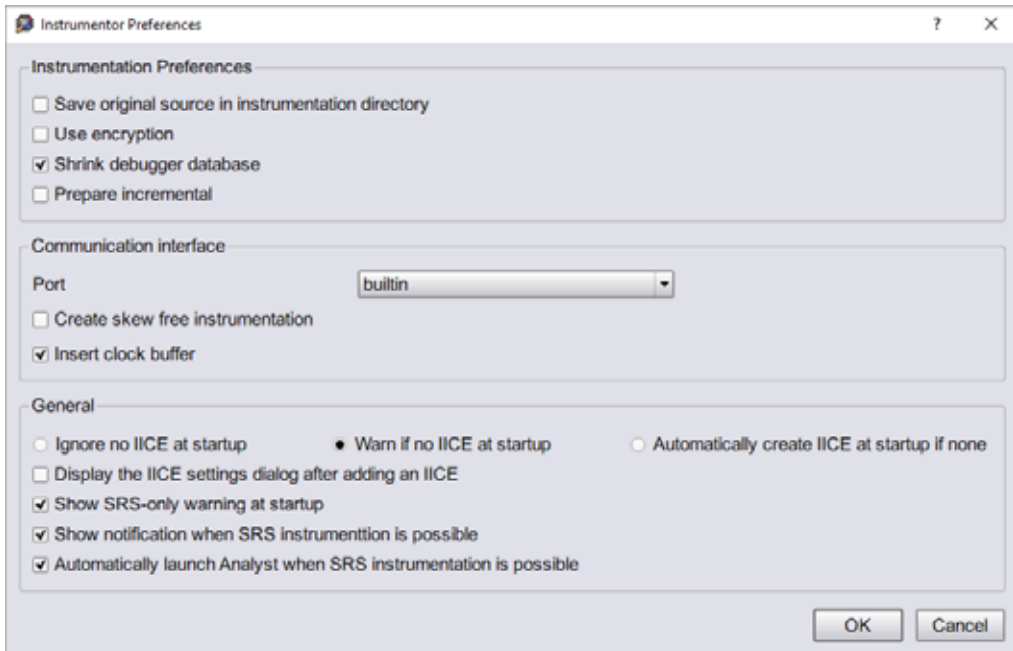 Instrumentor Preferences ? ×
Instrumentation Preferences
Save original source in instrumentation directory
Use encryption
Shrink debugger database
Prepare incremental
Communication interface
Port builtin
Create skew free instrumentation
Insert clock buffer
General
Ignore no IICE at startup Warn if no IICE at startup Automatically create IICE at startup if none
Display the IICE settings dialog after adding an IICE
Show SRS-only warning at startup
Show notification when SRS instrumenttion is possible
Automatically launch Analyst when SRS instrumentation is possible
OK Cancel